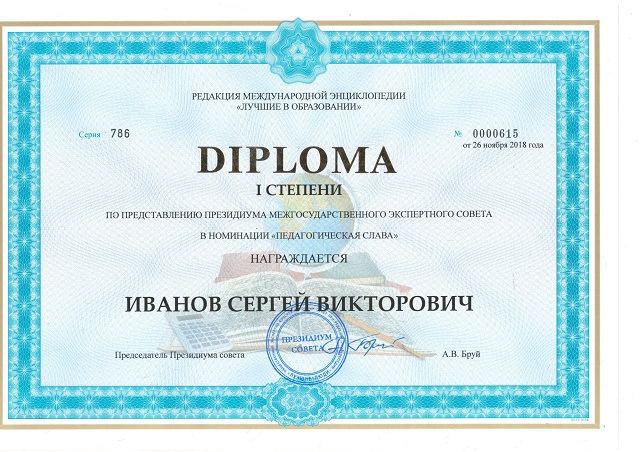 РЕДАКЦИЯ МЕЖДУНАРОДНОЙ ЭНЦИКЛОПЕДИИ
«ЛУЧШИЕ В ОБРАЗОВАНИИ»
Серия 786 № 0000615
от 26 ноября 2018 года
DIPLOMA
I СТЕПЕНИ
ПО ПРЕДСТАВЛЕНИЮ ПРЕЗИДИУМА МЕЖГОСУДАРСТВЕННОГО ЭКСПЕРТНОГО СОВЕТА
В НОМИНАЦИИ «ПЕДАГОГИЧЕСКАЯ СЛАВА»
НАГРАЖДАЕТСЯ
ИВАНОВ СЕРГЕЙ ВИКТОРОВИЧ
ПРЕЗИДИУМ
СОВЕТА
Председатель Президиума совета А.В. Бруй